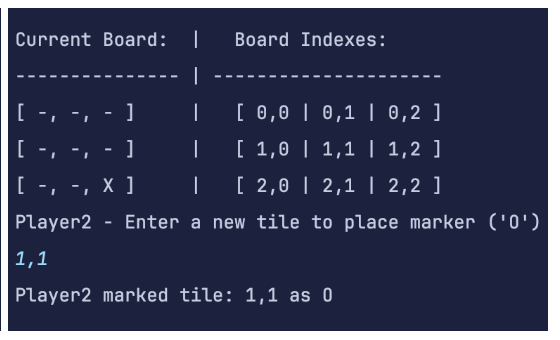 Current Board:  |   Board Indexes:
--------------- | ---------------------
[ -, -, - ]     |   [ 0,0 | 0,1 | 0,2 ]
[ -, -, - ]     |   [ 1,0 | 1,1 | 1,2 ]
[ -, -, X ]     |   [ 2,0 | 2,1 | 2,2 ]
Player2 - Enter a new tile to place marker ('O')
1,1
Player2 marked tile: 1,1 as O